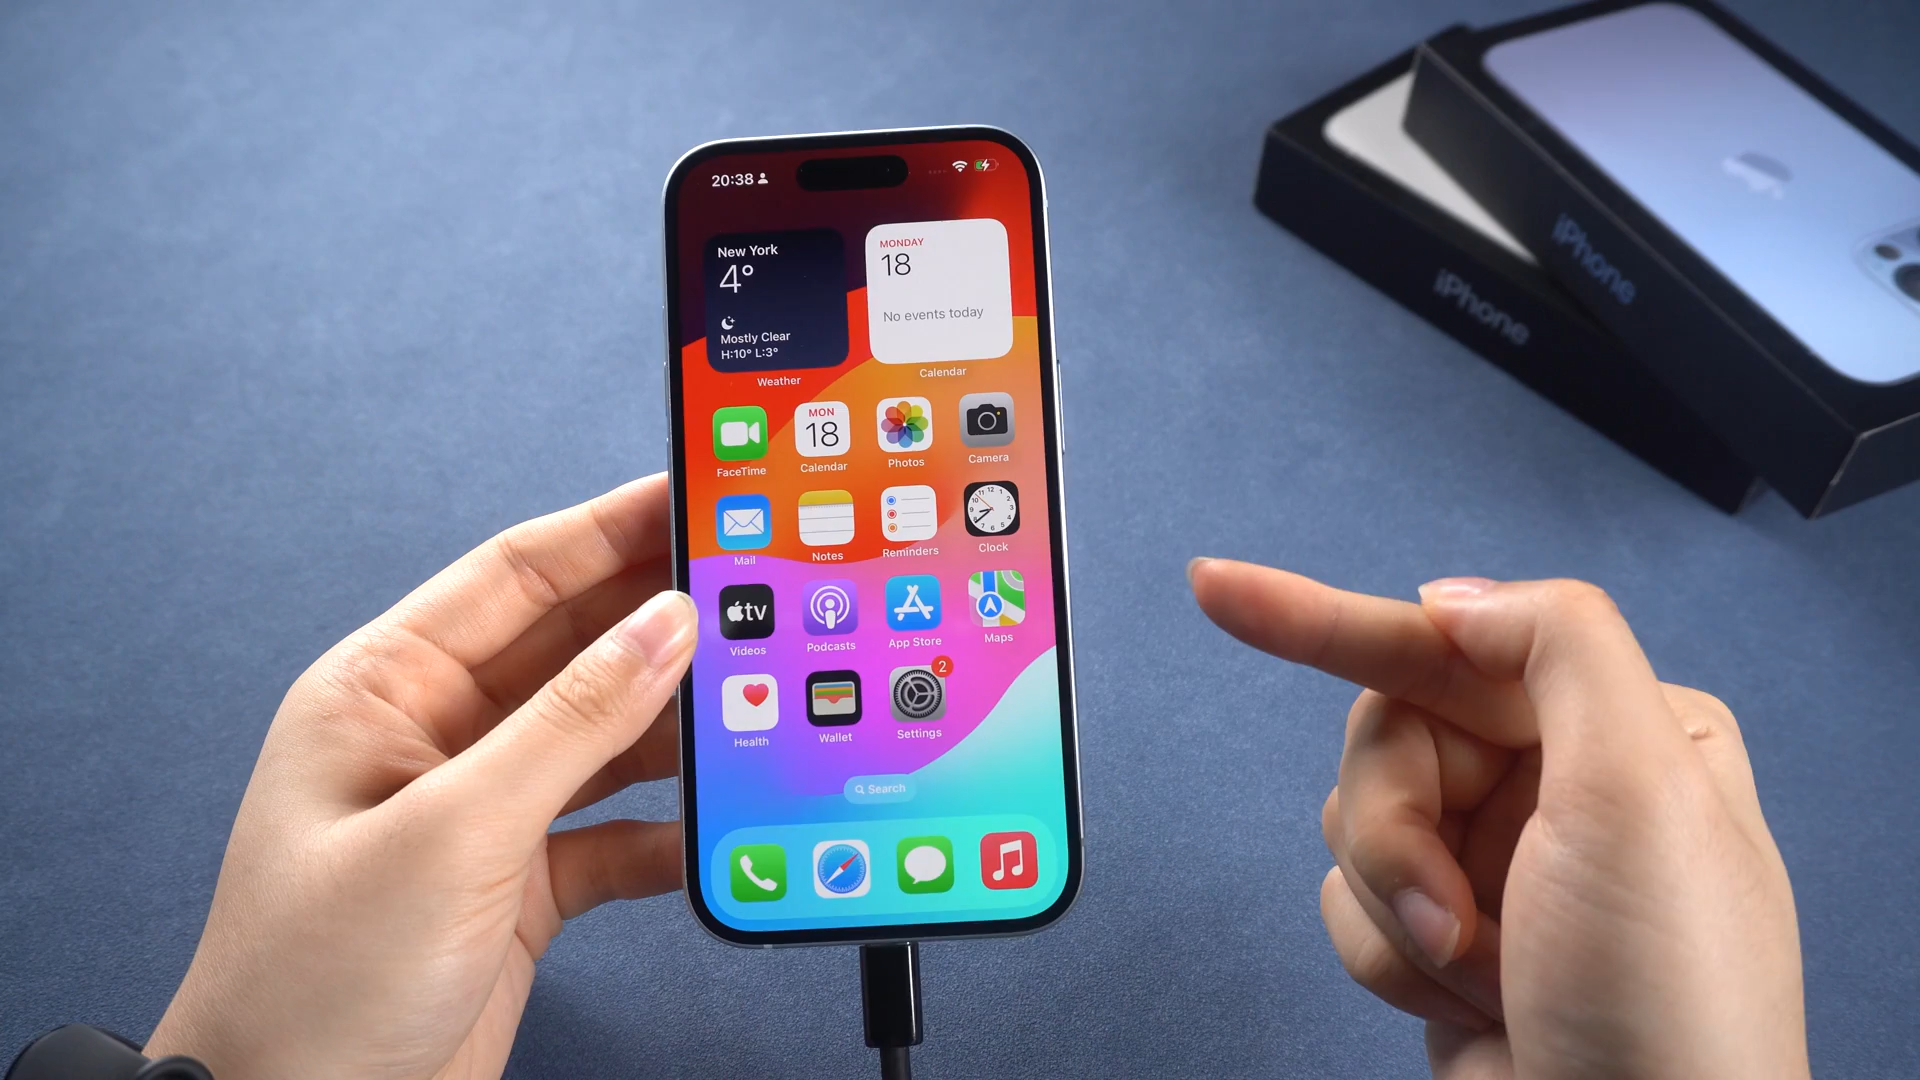 20:38
New York
4°
Mostly Clear
H:10° L:3°
Weather
MONDAY
18
No events today
Calendar
FaceTime
MON
18
Calendar
Photos
Camera
Mail
Notes
Reminders
Clock
tv
Videos
Podcasts
App Store
Maps
Health
Wallet
2
Settings
Search
iPhone
iPhone